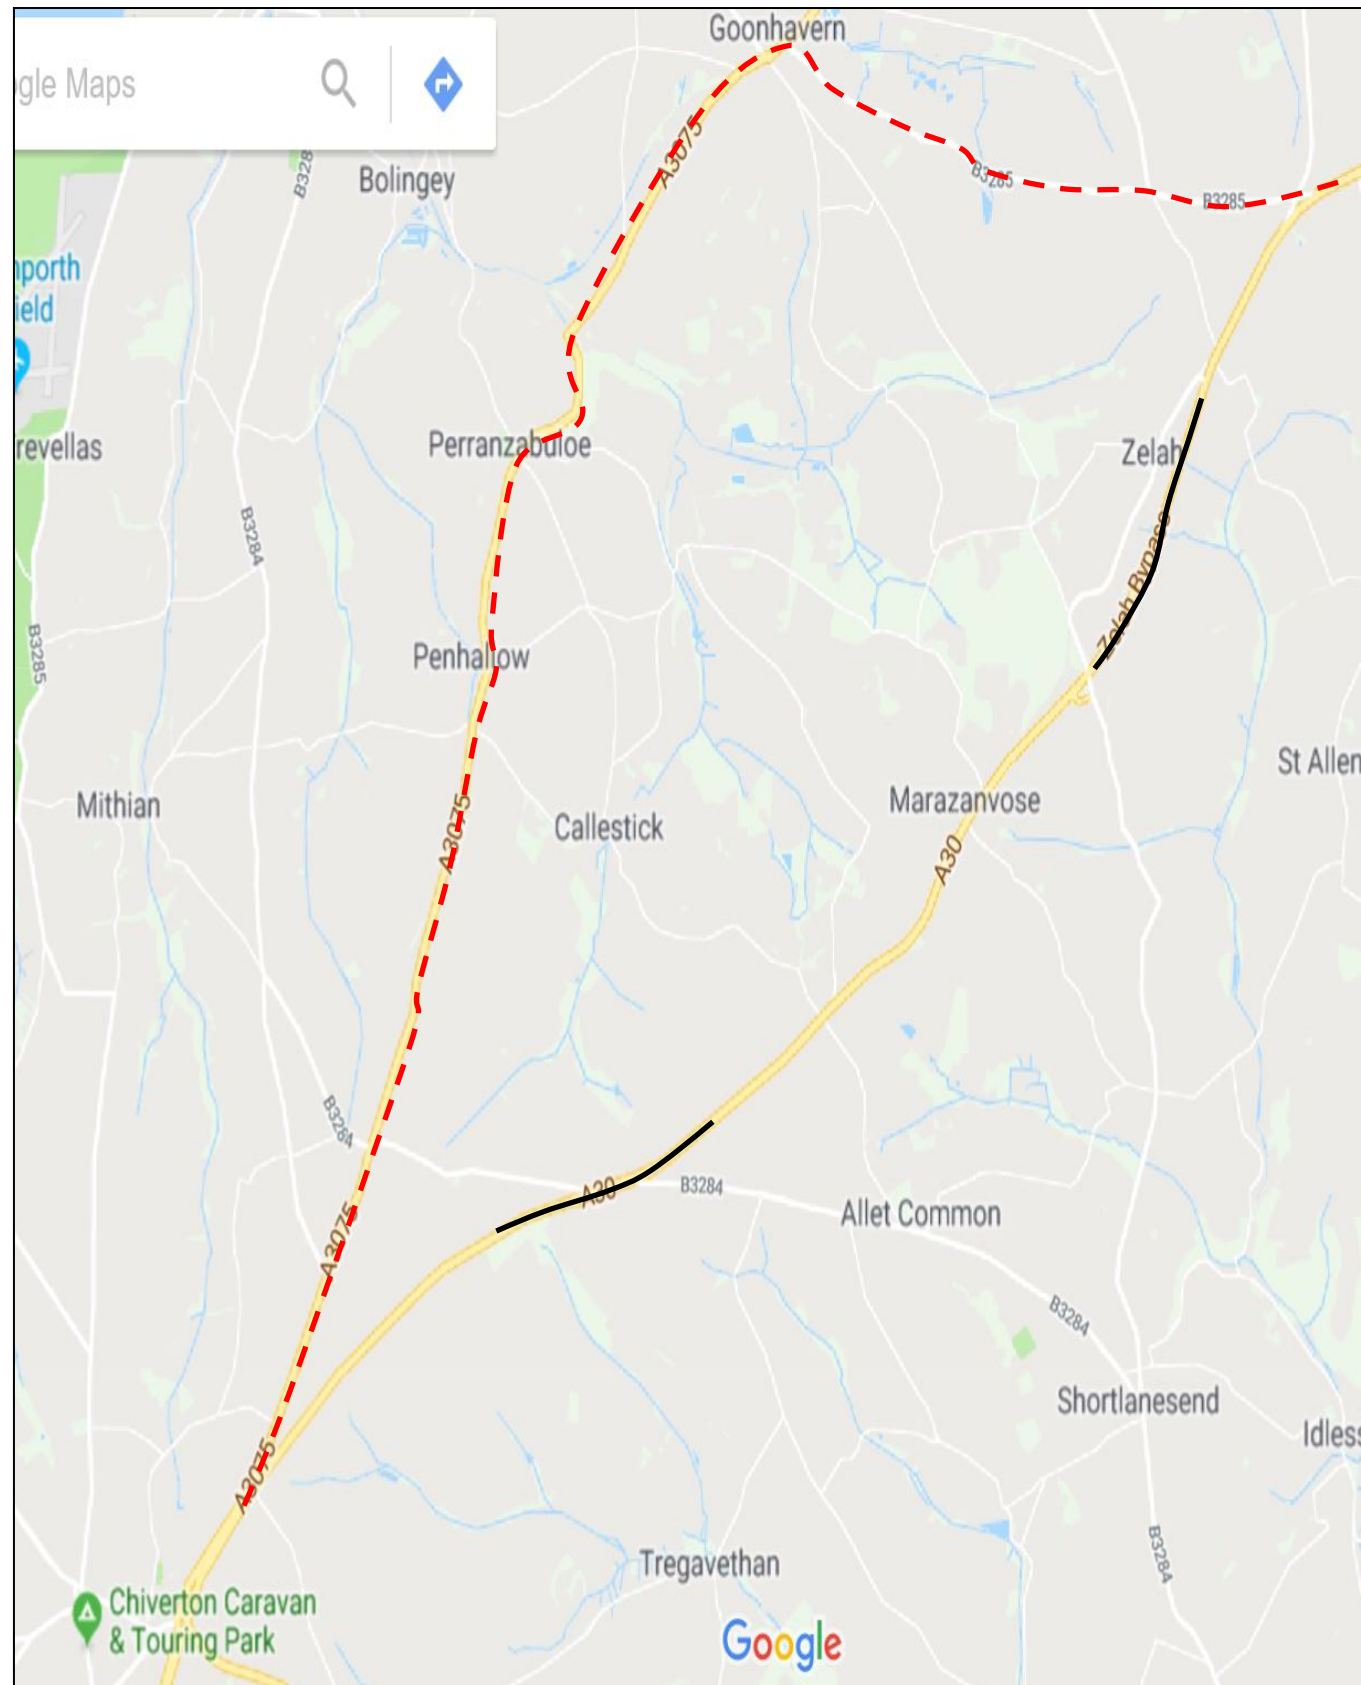 Goonhavern
gle Maps
A3075
B328
Bolingey
B3285
B3285
nporth
ield
revellas
Perranzabuloe
Zelah
B3284
Zelah Bypass
B3285
Penhallow
St Allen
Mithian
A3075
Callestick
Marazanvose
A30
B3284
A30
B3284
Allet Common
A3075
B3284
Shortlanesend
Idless
A3075
B3284
Tregavethan
Chiverton Caravan
& Touring Park
Google